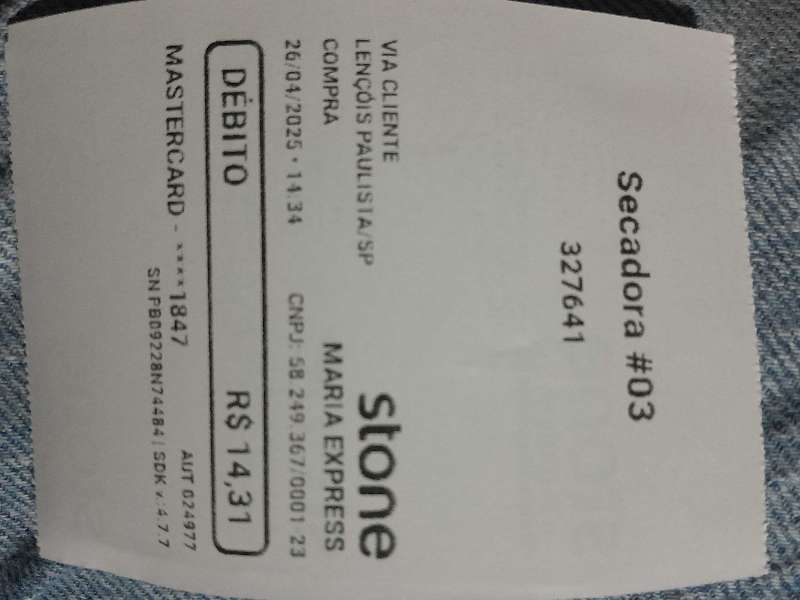 Secadora #03
327641
stone
VIA CLIENTE
LENÇÓIS PAULISTA/SP
COMPRA MARIA EXPRESS
26/04/2025 • 14:34 CNPJ: 58.249.367/0001-23
DÉBITO R$ 14,31
MASTERCARD - ****1847 AUT 024977
SN PB09228N74484 | SDK v.:4.7.7